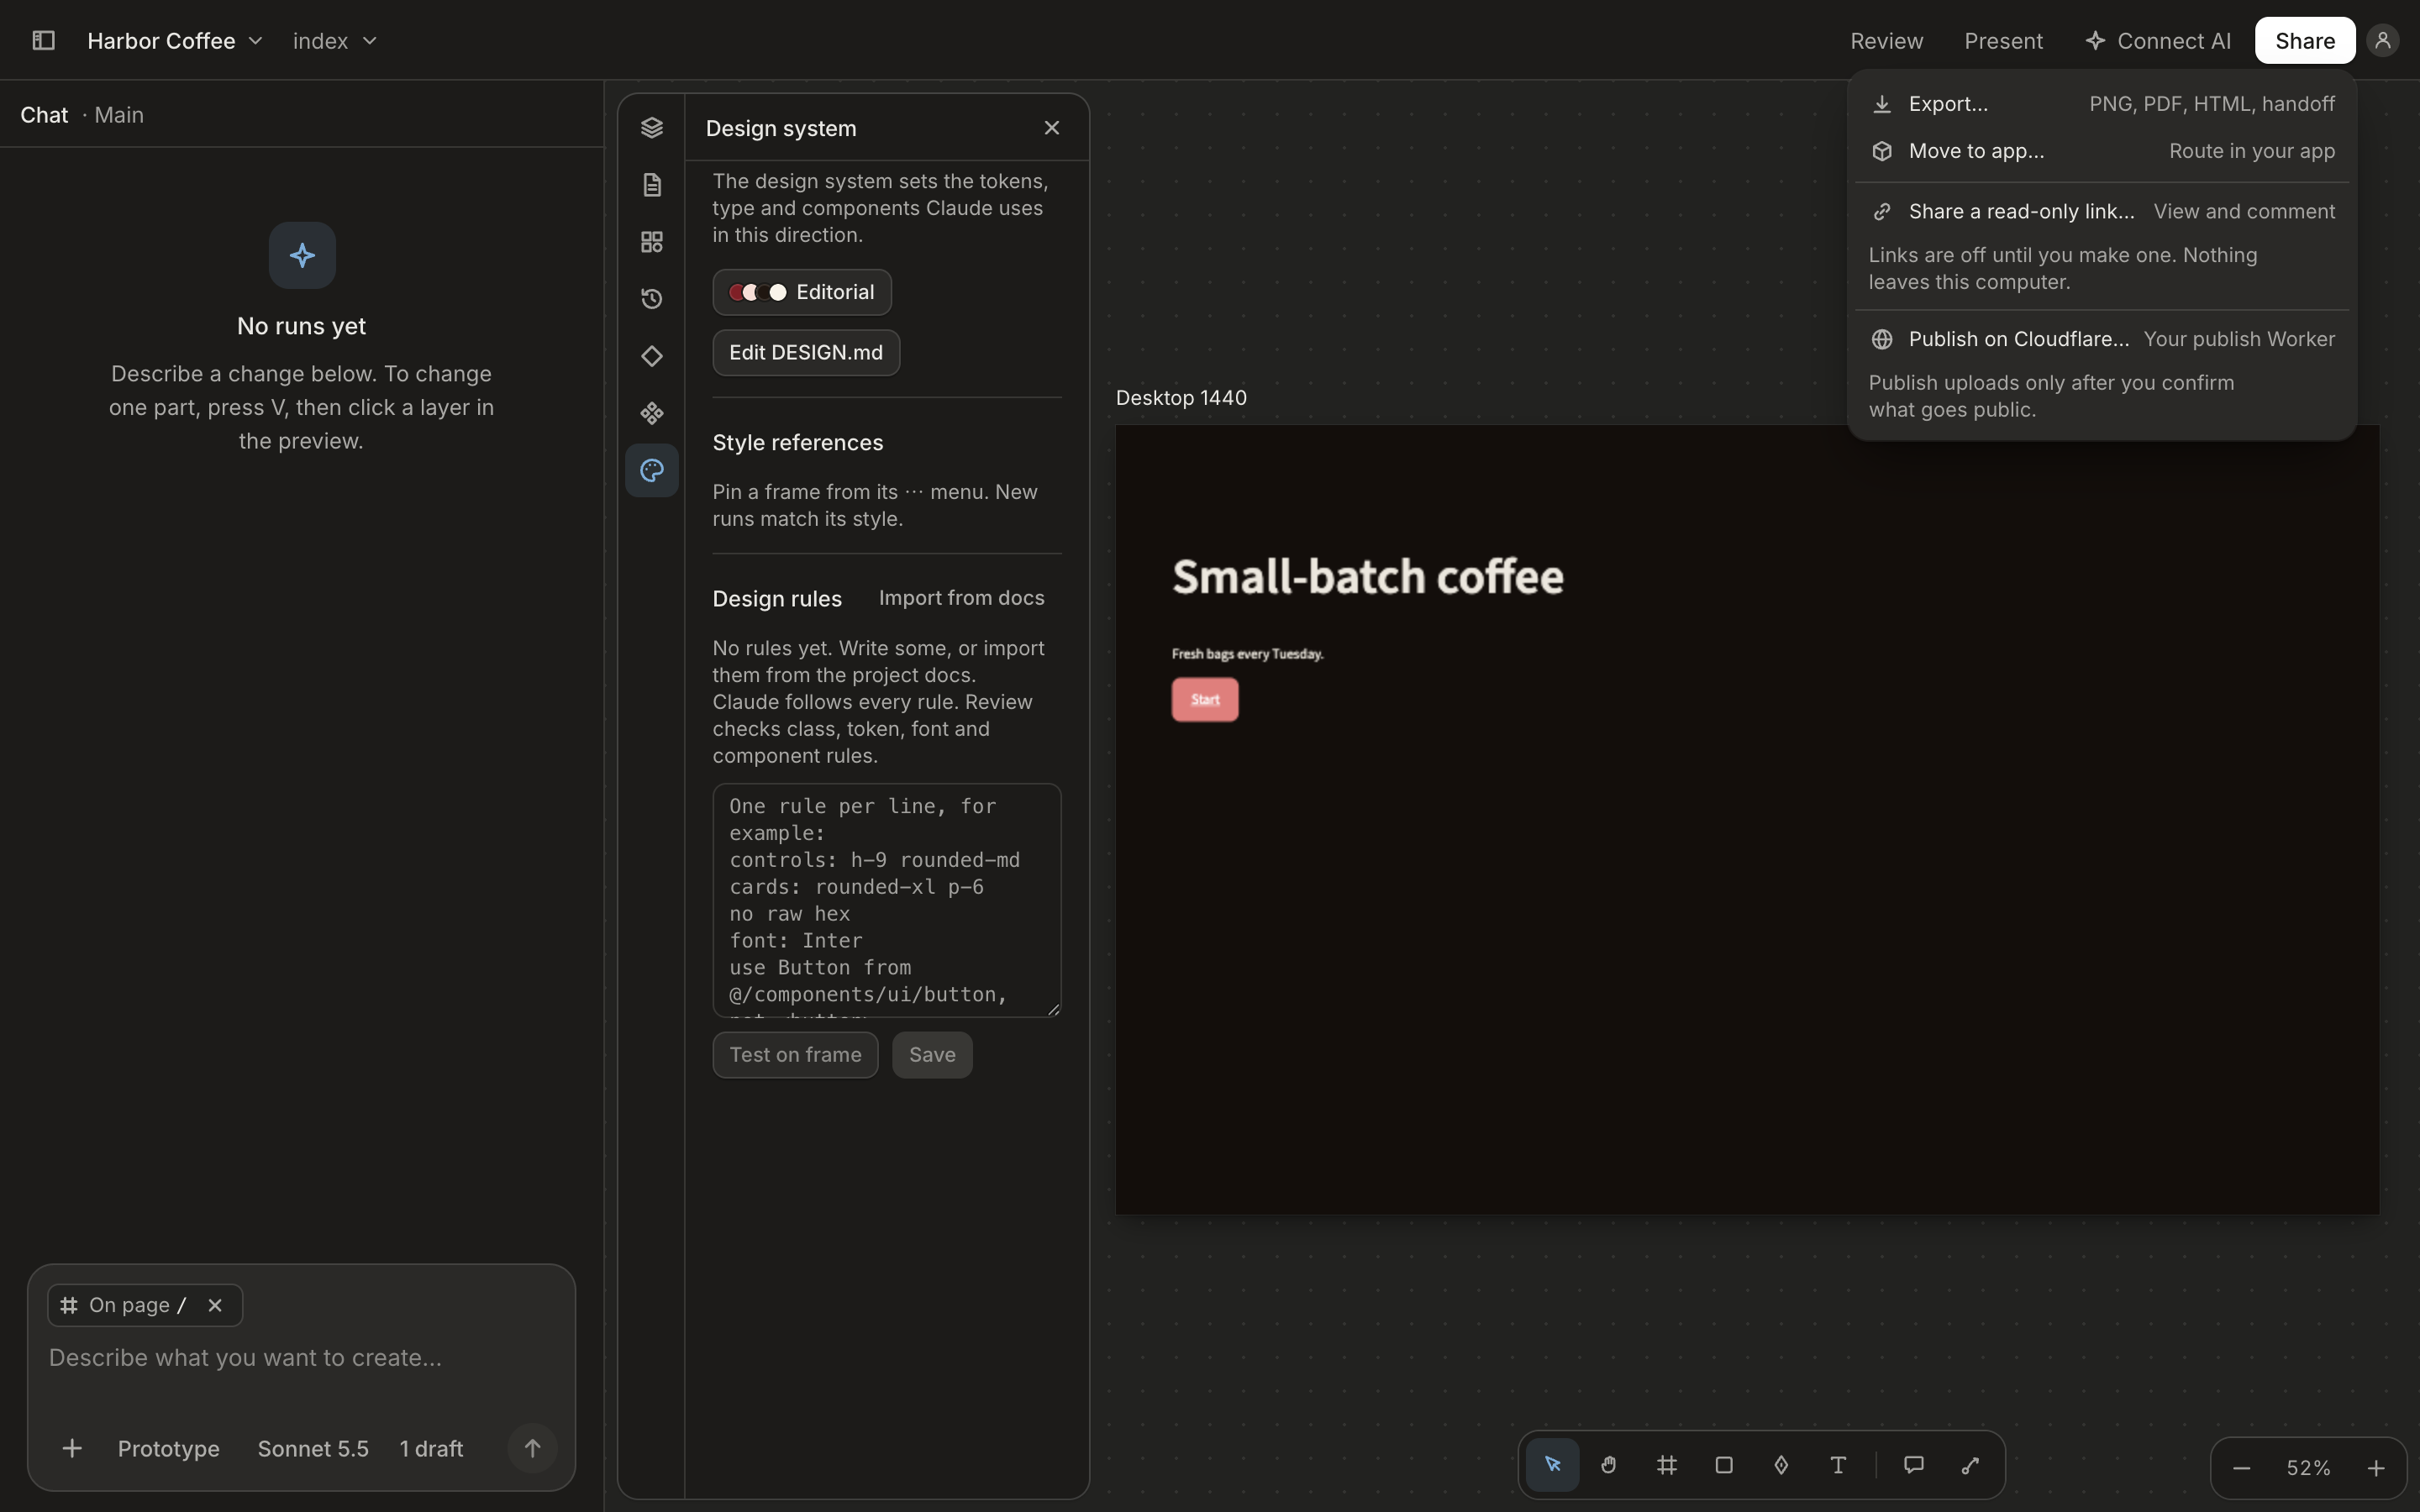 Harbor Coffee
index
Review
Present
Connect AI
Share
Chat · Main
No runs yet
Describe a change below. To change
one part, press V, then click a layer in
the preview.
On page /
Describe what you want to create...
Prototype
Sonnet 5.5
1 draft
Design system
The design system sets the tokens,
type and components Claude uses
in this direction.
Editorial
Edit DESIGN.md
Style references
Pin a frame from its ··· menu. New
runs match its style.
Design rules
Import from docs
No rules yet. Write some, or import
them from the project docs.
Claude follows every rule. Review
checks class, token, font and
component rules.
One rule per line, for
example:
controls: h-9 rounded-md
cards: rounded-xl p-6
no raw hex
font: Inter
use Button from
@/components/ui/button,
Test on frame
Save
Export... PNG, PDF, HTML, handoff
Move to app... Route in your app
Share a read-only link... View and comment
Links are off until you make one. Nothing
leaves this computer.
Publish on Cloudflare... Your publish Worker
Publish uploads only after you confirm
what goes public.
Desktop 1440
Small-batch coffee
Fresh bags every Tuesday.
Start
52%